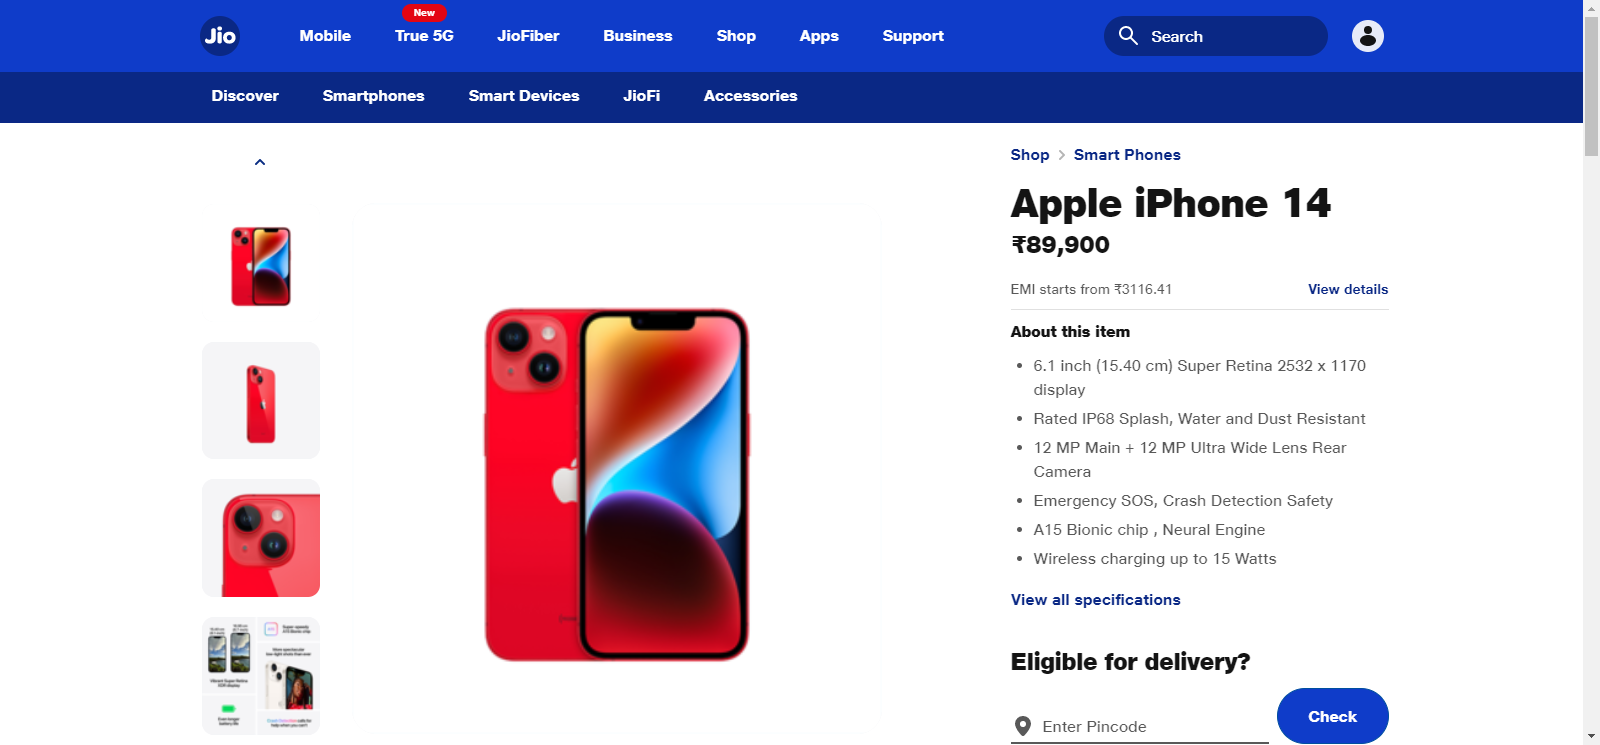 New
Jio
Mobile
True 5G
JioFiber
Business
Shop
Apps
Support
Search
Discover
Smartphones
Smart Devices
JioFi
Accessories
Shop
Smart Phones
Apple iPhone 14
₹89,900
EMI starts from ₹3116.41
View details
About this item
6.1 inch (15.40 cm) Super Retina 2532 x 1170
display
Rated IP68 Splash, Water and Dust Resistant
12 MP Main + 12 MP Ultra Wide Lens Rear
Camera
Emergency SOS, Crash Detection Safety
A15 Bionic chip , Neural Engine
Wireless charging up to 15 Watts
View all specifications
Eligible for delivery?
Enter Pincode
Check